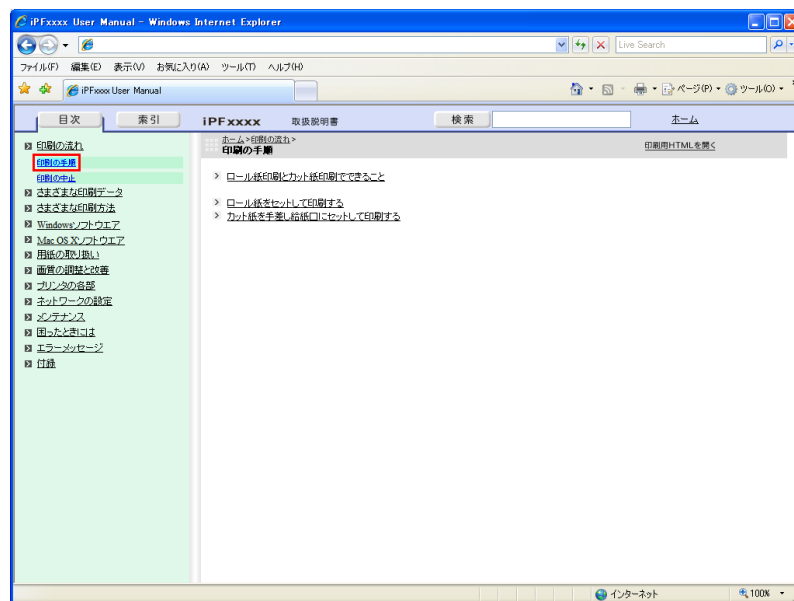 iPFxxxx User Manual - Windows Internet Explorer
Live Search
ファイル(F) 編集(E) 表示(V) お気に入り(A) ツール(T) ヘルプ(H)
iPFxxxx User Manual
ページ(P) ツール(O)
目次 索引 iPFxxxx 取扱説明書 検索 ホーム
ホーム>印刷の流れ>
印刷の手順
印刷用HTMLを開く
印刷の流れ
印刷の手順
印刷の中止
さまざまな印刷データ
さまざまな印刷方法
Windowsソフトウエア
Mac OS Xソフトウエア
用紙の取り扱い
画質の調整と改善
プリンタの各部
ネットワークの設定
メンテナンス
困ったときには
エラーメッセージ
付録
> ロール紙印刷とカット紙印刷でできること
> ロール紙をセットして印刷する
> カット紙を手差し給紙口にセットして印刷する
インターネット 100%